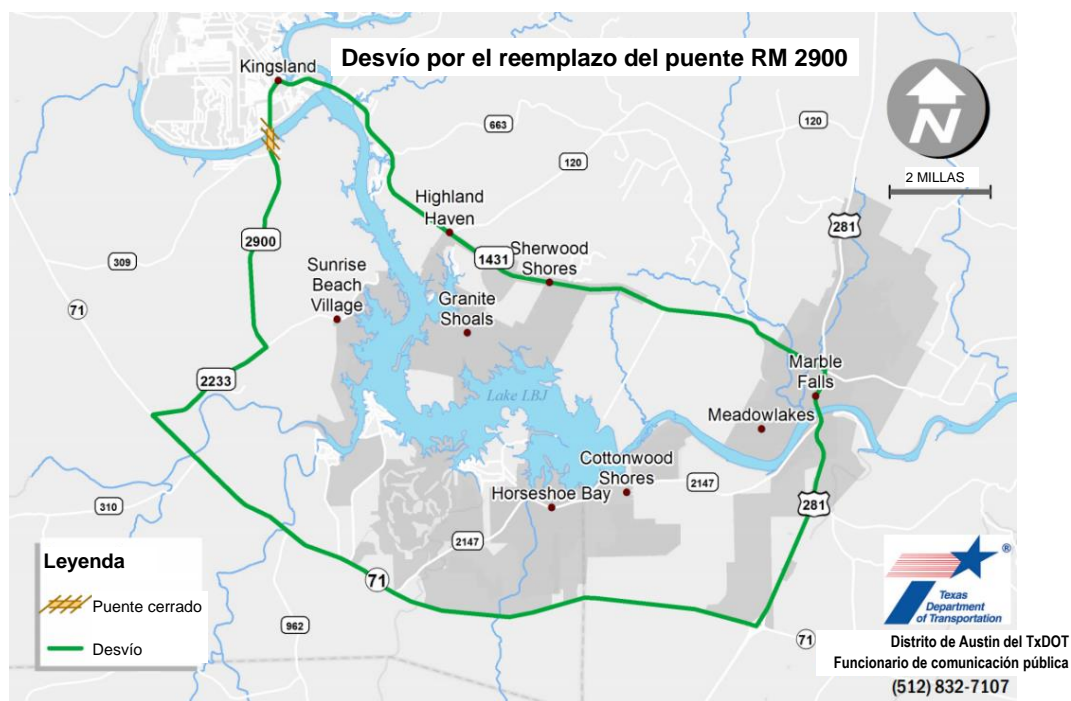 Desvío por el reemplazo del puente RM 2900
Kingsland
N
2 MILLAS
663
120
120
Highland
Haven
281
2900
309
1431
Sherwood
Shores
Sunrise
Beach
Village
Granite
Shoals
71
2233
Marble
Falls
Lake LBJ
Meadowlakes
Cottonwood
Shores
2147
Horseshoe Bay
281
310
2147
71
962
71
Leyenda
Puente cerrado
Desvío
®
Texas
Department
of Transportation
Distrito de Austin del TxDOT
Funcionario de comunicación pública
(512) 832-7107